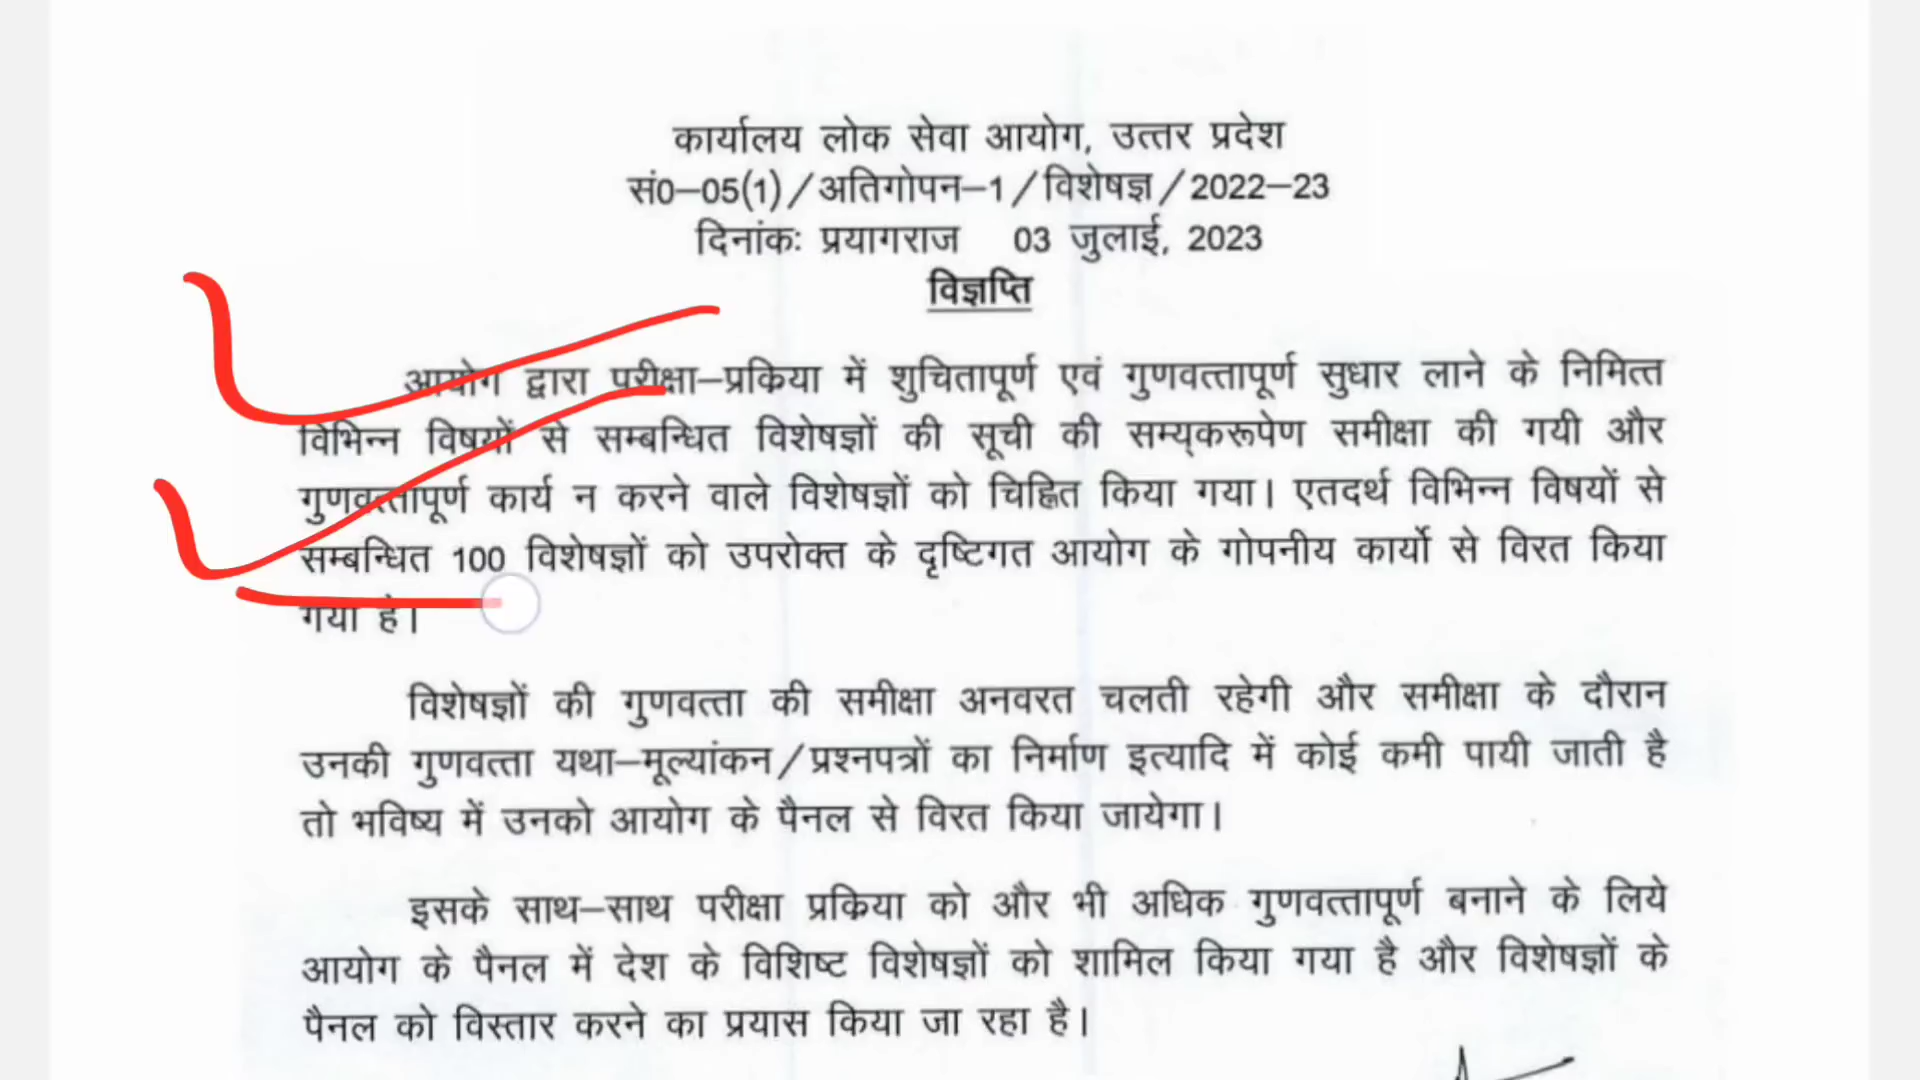 कार्यालय लोक सेवा आयोग, उत्तर प्रदेश
सं0–05(1)/अतिगोपन–1/विशेषज्ञ/2022–23
दिनांकः प्रयागराज 03 जुलाई, 2023
विज्ञप्ति
आयोग द्वारा परीक्षा–प्रकिया में शुचितापूर्ण एवं गुणवत्तापूर्ण सुधार लाने के निमित्त
विभिन्न विषयों से सम्बन्धित विशेषज्ञों की सूची की सम्य्करूपेण समीक्षा की गयी और
गुणवत्तापूर्ण कार्य न करने वाले विशेषज्ञों को चिह्नित किया गया। एतदर्थ विभिन्न विषयों से
सम्बन्धित 100 विशेषज्ञों को उपरोक्त के दृष्टिगत आयोग के गोपनीय कार्यो से विरत किया
गया है।
विशेषज्ञों की गुणवत्ता की समीक्षा अनवरत चलती रहेगी और समीक्षा के दौरान
उनकी गुणवत्ता यथा–मूल्यांकन/प्रश्नपत्रों का निर्माण इत्यादि में कोई कमी पायी जाती है
तो भविष्य में उनको आयोग के पैनल से विरत किया जायेगा।
इसके साथ–साथ परीक्षा प्रकिया को और भी अधिक गुणवत्तापूर्ण बनाने के लिये
आयोग के पैनल में देश के विशिष्ट विशेषज्ञों को शामिल किया गया है और विशेषज्ञों के
पैनल को विस्तार करने का प्रयास किया जा रहा है।